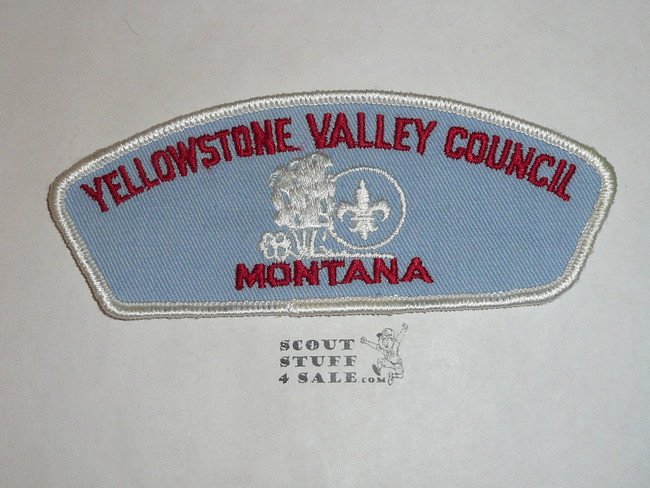 YELLOWSTONE VALLEY COUNCIL
MONTANA
SCOUT
STUFF
4 SALE.COM